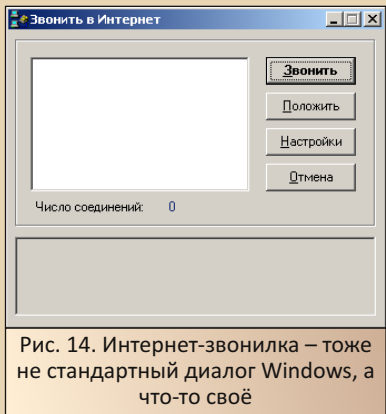 Звонить в Интернет
Звонить
Положить
Настройки
Отмена
Число соединений: 0
Рис. 14. Интернет-звонилка – тоже
не стандартный диалог Windows, а
что-то своё